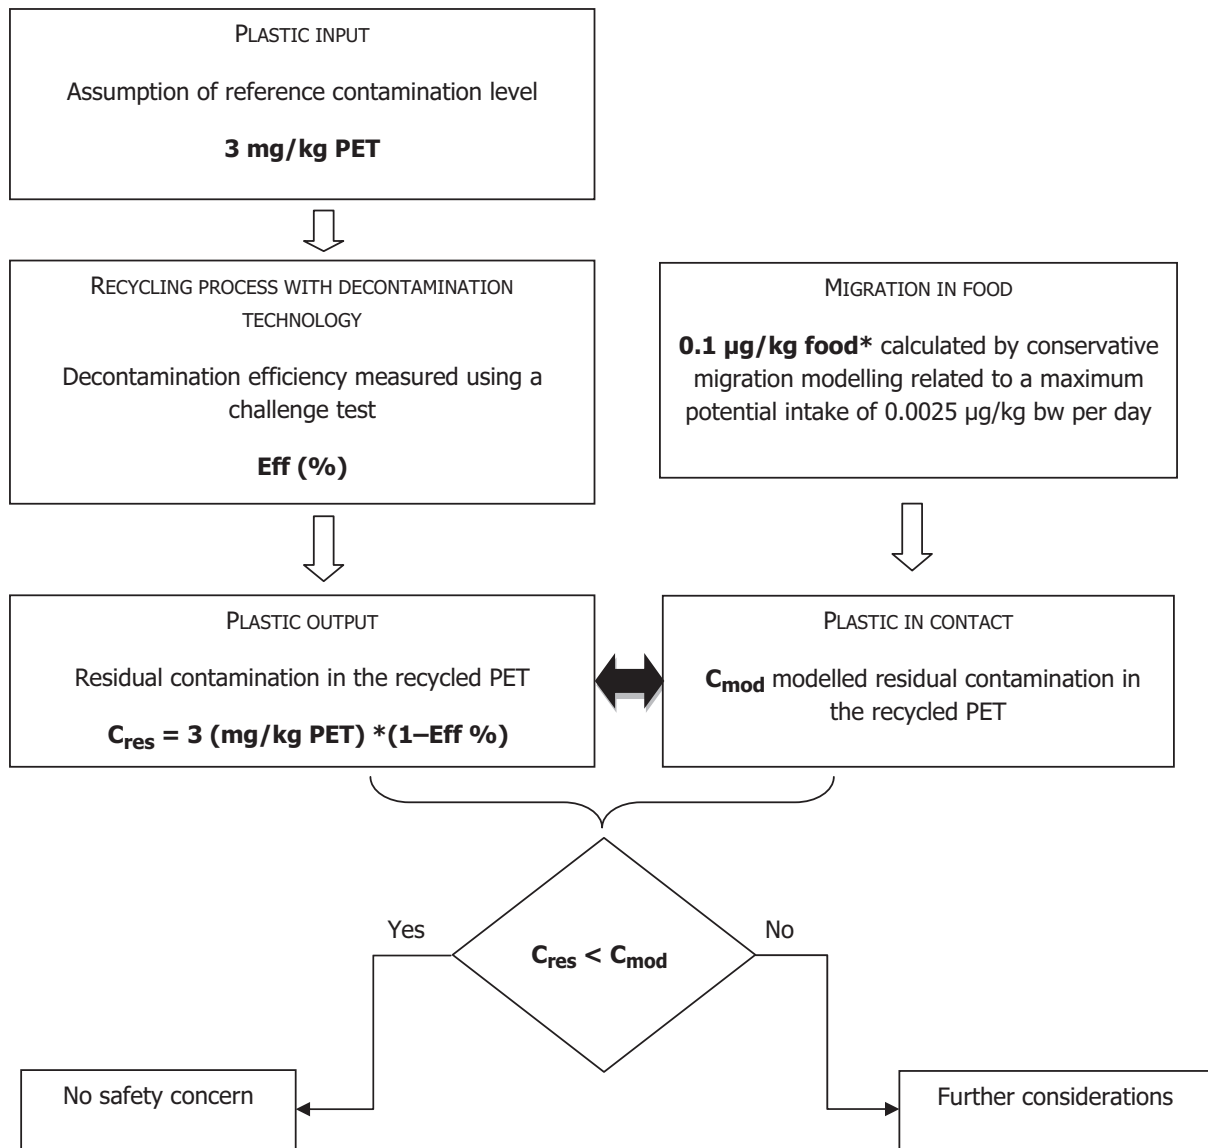 PLASTIC INPUT
Assumption of reference contamination level
3 mg/kg PET
RECYCLING PROCESS WITH DECONTAMINATION
TECHNOLOGY
Decontamination efficiency measured using a
challenge test
Eff (%)
MIGRATION IN FOOD
0.1 µg/kg food* calculated by conservative
migration modelling related to a maximum
potential intake of 0.0025 µg/kg bw per day
PLASTIC OUTPUT
Residual contamination in the recycled PET
Cres = 3 (mg/kg PET) *(1–Eff %)
PLASTIC IN CONTACT
Cmod modelled residual contamination in
the recycled PET
Yes
No
Cres < Cmod
No safety concern
Further considerations